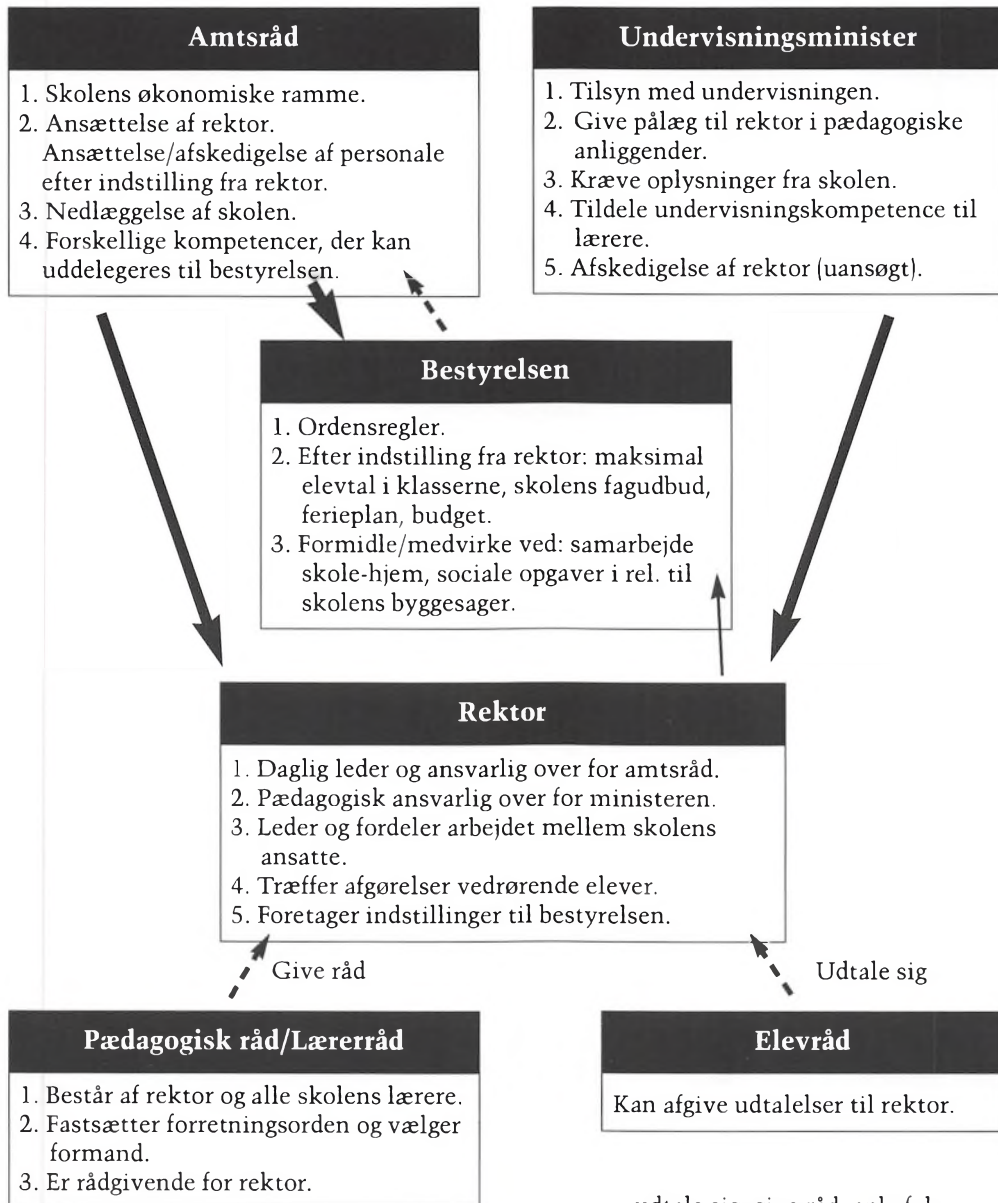 Amtsråd
1. Skolens økonomiske ramme.
2. Ansættelse af rektor.
Ansættelse/afskedigelse af personale
efter indstilling fra rektor.
3. Nedlæggelse af skolen.
4. Forskellige kompetencer, der kan
uddelegeres til bestyrelsen.
Undervisningsminister
1. Tilsyn med undervisningen.
2. Give pålæg til rektor i pædagogiske
anliggender.
3. Kræve oplysninger fra skolen.
4. Tildele undervisningskompetence til
lærere.
5. Afskedigelse af rektor (uansøgt).
Bestyrelsen
1. Ordensregler.
2. Efter indstilling fra rektor: maksimal
elevtal i klasserne, skolens fagudbud,
ferieplan, budget.
3. Formidle/medvirke ved: samarbejde
skole-hjem, sociale opgaver i rel. til
skolens byggesager.
Rektor
1. Daglig leder og ansvarlig over for amtsråd.
2. Pædagogisk ansvarlig over for ministeren.
3. Leder og fordeler arbejdet mellem skolens
ansatte.
4. Træffer afgørelser vedrørende elever.
5. Foretager indstillinger til bestyrelsen.
Give råd
Udtale sig
Pædagogisk råd/Lærerråd
1. Består af rektor og alle skolens lærere.
2. Fastsætter forretningsorden og vælger
formand.
3. Er rådgivende for rektor.
Elevråd
Kan afgive udtalelser til rektor.